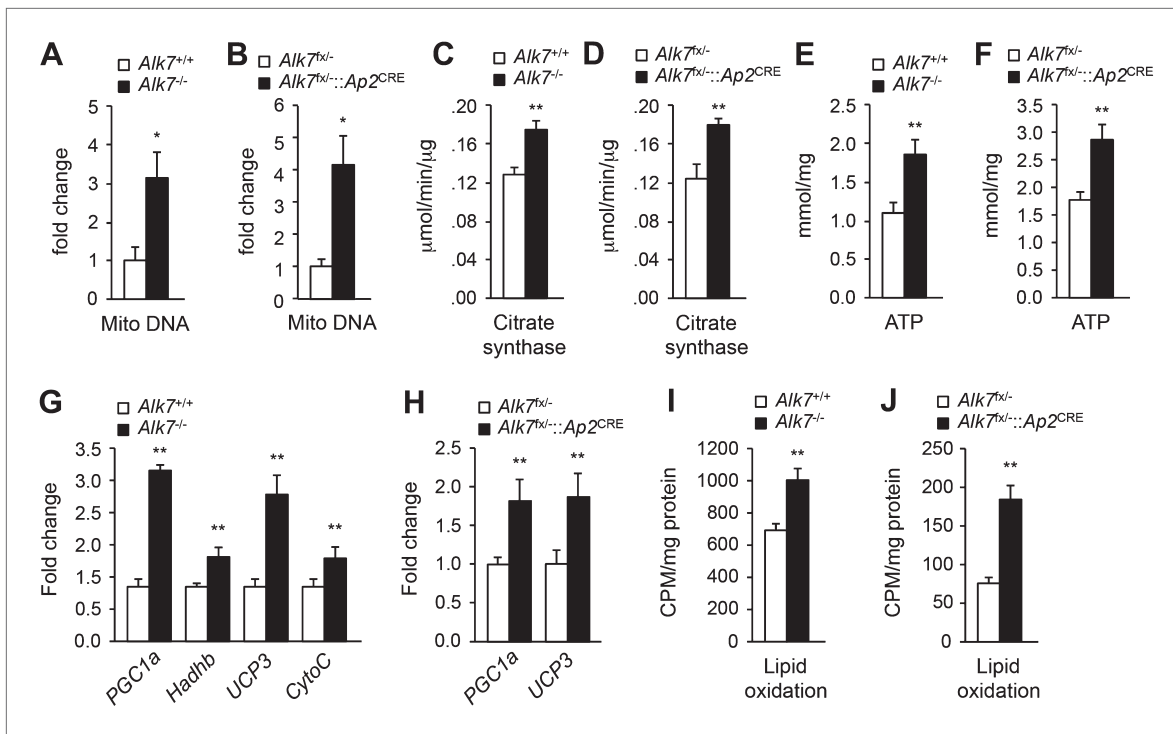 A
Alk7+/+
Alk7-/-
fold change
5
4
3
2
1
0
*
Mito DNA
B
Alk7fx/-
Alk7fx/-::Ap2CRE
fold change
6
5
4
3
2
1
0
*
Mito DNA
C
Alk7+/+
Alk7-/-
μmol/min/μg
.20
.16
.12
.08
.04
.00
**
Citrate
synthase
D
Alk7fx/-
Alk7fx/-::Ap2CRE
μmol/min/μg
.20
.16
.12
.08
.04
.00
**
Citrate
synthase
E
Alk7+/+
Alk7-/-
mmol/mg
2.5
2.0
1.5
1.0
0.5
0.0
**
ATP
F
Alk7fx/-
Alk7fx/-::Ap2CRE
mmol/mg
3.5
3.0
2.5
2.0
1.5
1.0
0.5
0.0
**
ATP
G
Alk7+/+
Alk7-/-
Fold change
3.5
3.0
2.5
2.0
1.5
0.5
0.0
** ** ** **
PGC1a Hadhb UCP3 CytoC
H
Alk7fx/-
Alk7fx/-::Ap2CRE
Fold change
2.5
2.0
1.5
1.0
0.5
0.0
** **
PGC1a UCP3
I
Alk7+/+
Alk7-/-
CPM/mg protein
1200
1000
800
600
400
200
0
**
Lipid
oxidation
J
Alk7fx/-
Alk7fx/-::Ap2CRE
CPM/mg protein
250
200
150
100
50
0
**
Lipid
oxidation